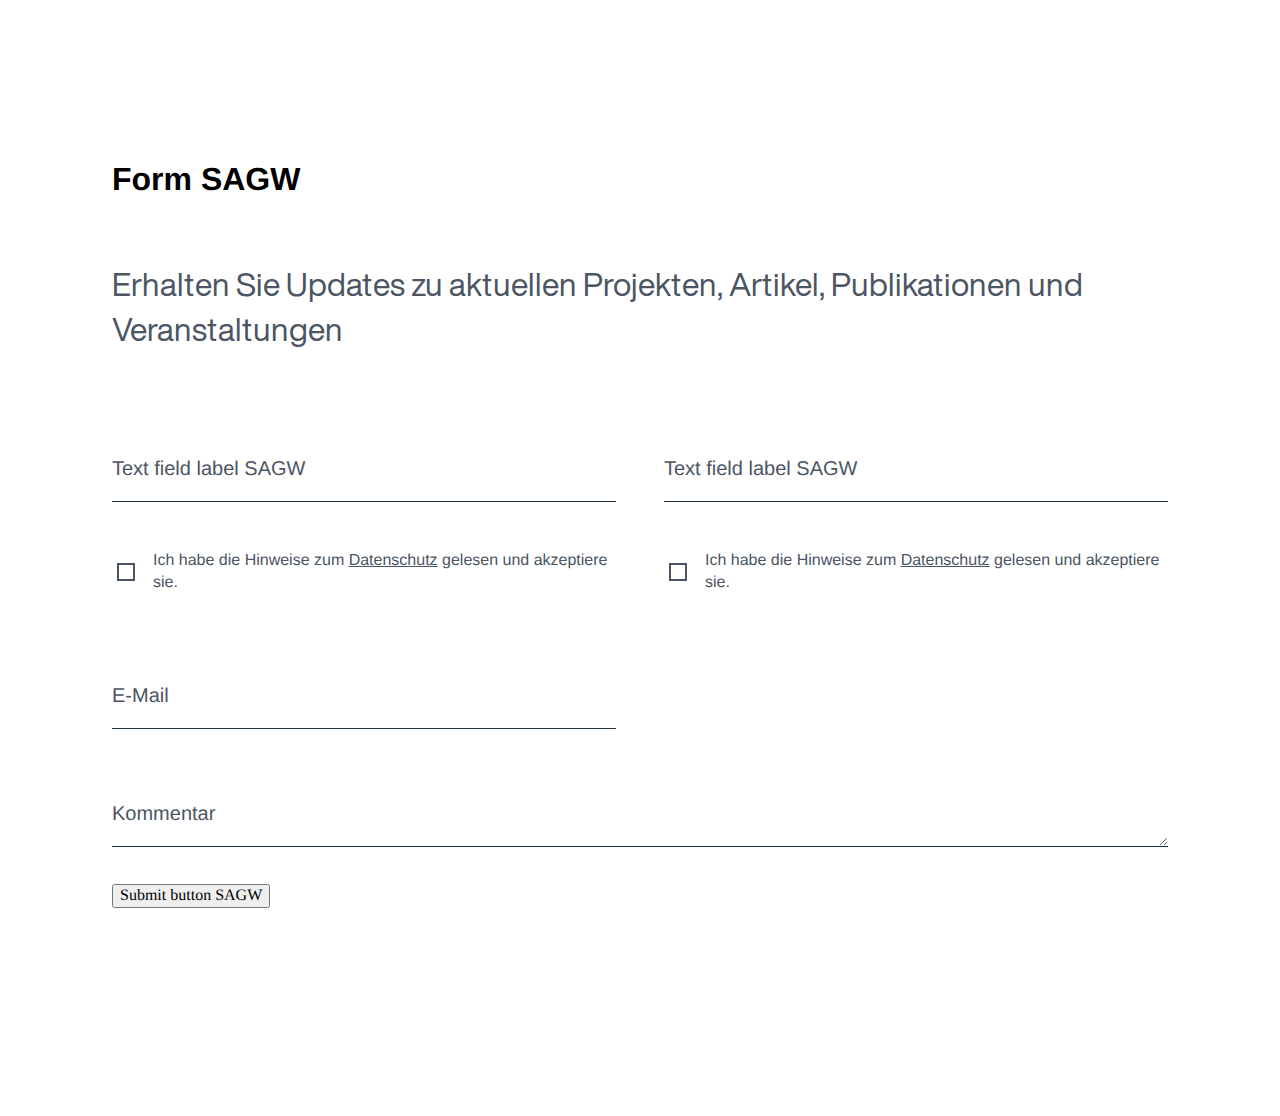 Form SAGW
Erhalten Sie Updates zu aktuellen Projekten, Artikel, Publikationen und
Veranstaltungen
Text field label SAGW
Text field label SAGW
Ich habe die Hinweise zum Datenschutz gelesen und akzeptiere
sie.
Ich habe die Hinweise zum Datenschutz gelesen und akzeptiere
sie.
E-Mail
Kommentar
Submit button SAGW